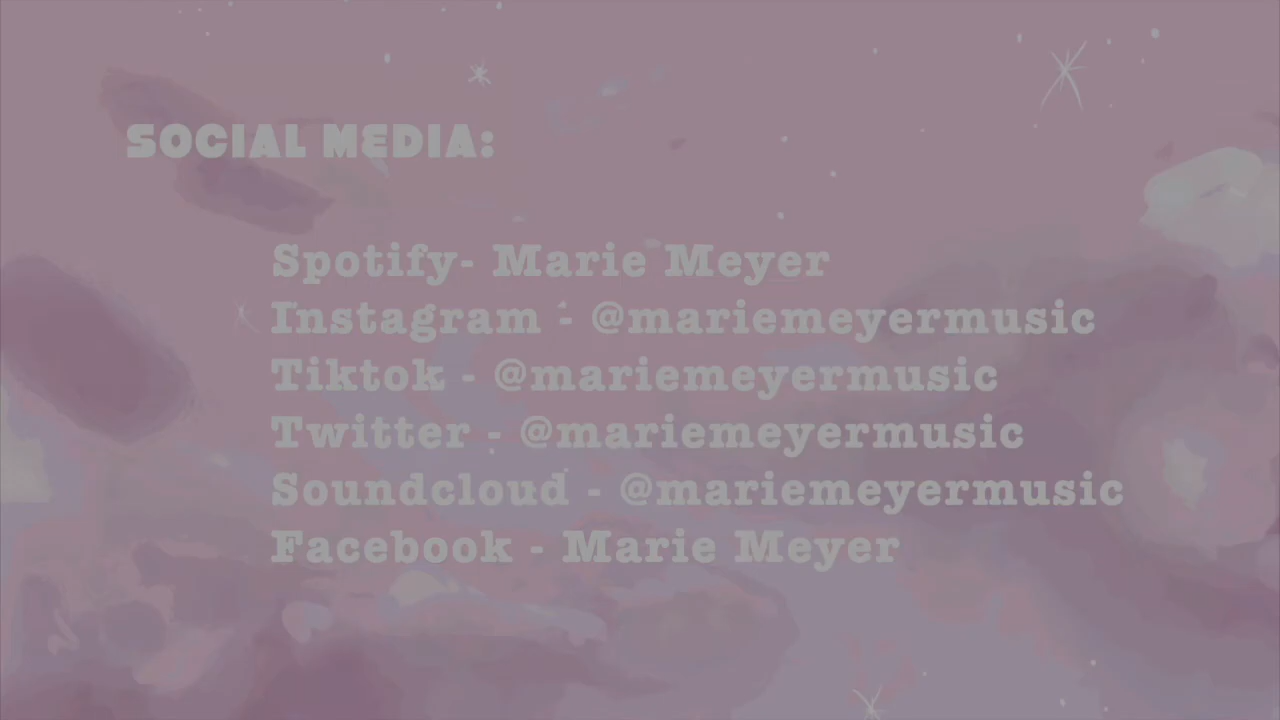 SOCIAL MEDIA:
Spotify- Marie Meyer
Instagram - @mariemeyermusic
Tiktok - @mariemeyermusic
Twitter - @mariemeyermusic
Soundcloud - @mariemeyermusic
Facebook - Marie Meyer